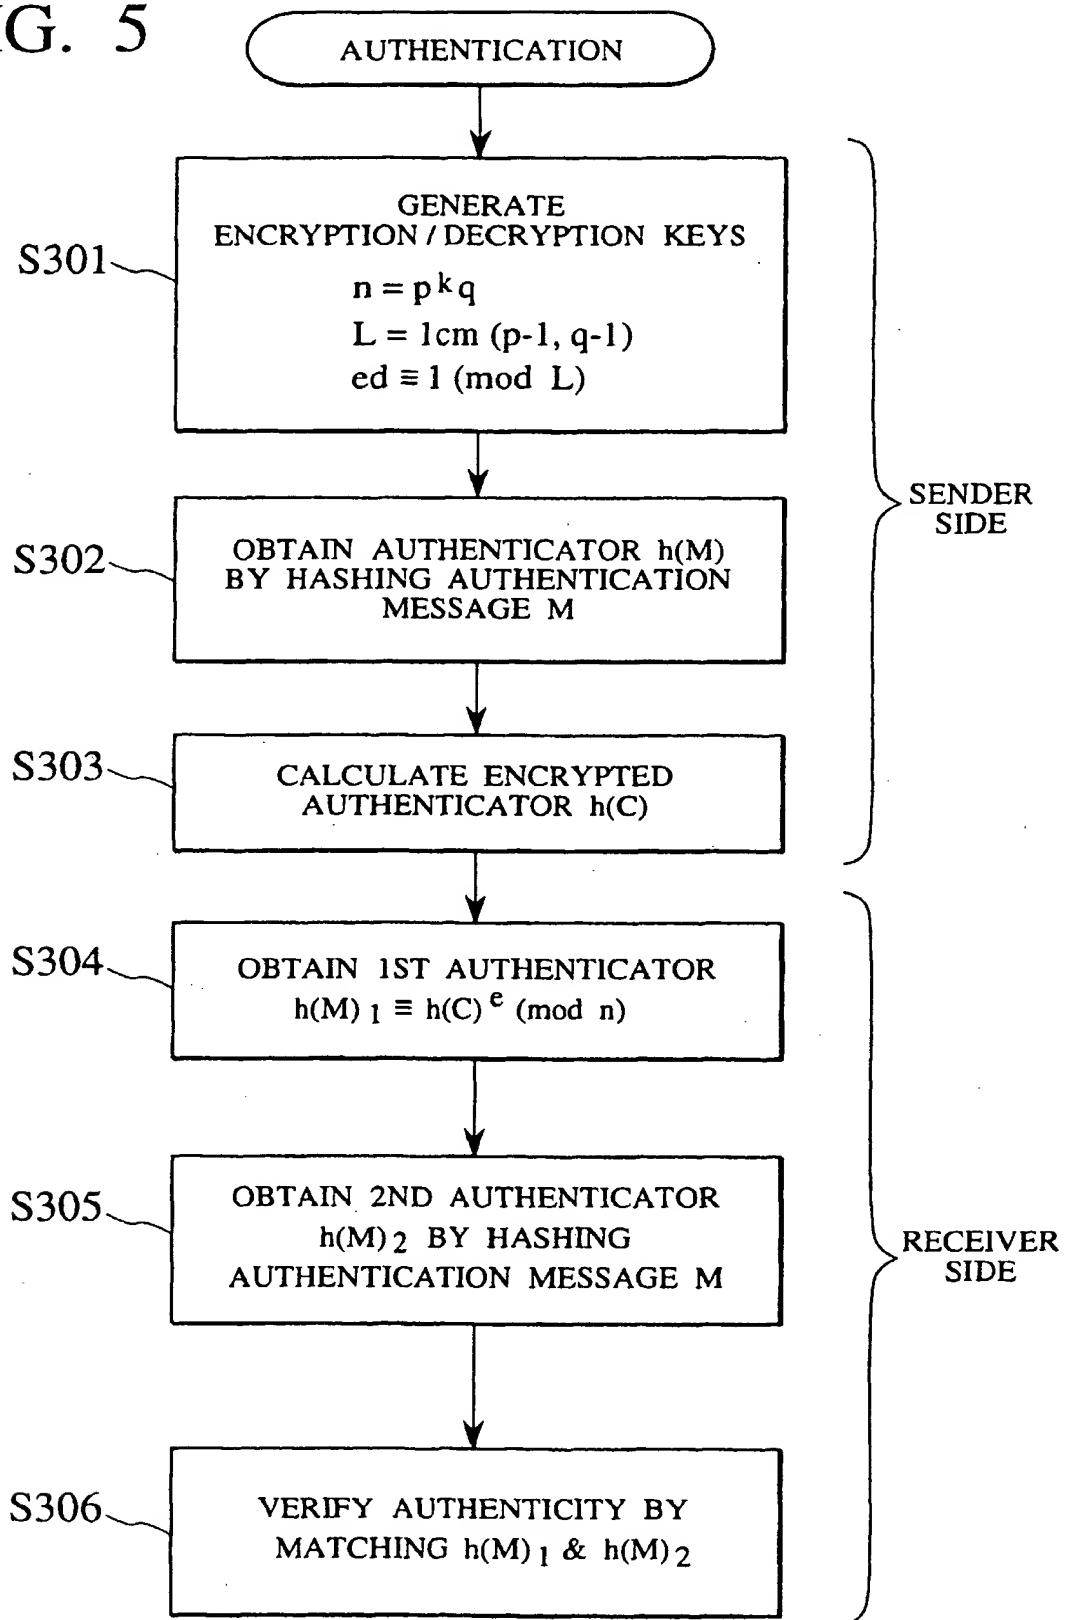 IG. 5
AUTHENTICATION
S301
GENERATE
ENCRYPTION / DECRYPTION KEYS
n = p^k q
L = 1cm (p-1, q-1)
ed ≡ 1 (mod L)
S302
OBTAIN AUTHENTICATOR h(M)
BY HASHING AUTHENTICATION
MESSAGE M
S303
CALCULATE ENCRYPTED
AUTHENTICATOR h(C)
SENDER
SIDE
S304
OBTAIN 1ST AUTHENTICATOR
h(M)₁ ≡ h(C)^e (mod n)
S305
OBTAIN 2ND AUTHENTICATOR
h(M)₂ BY HASHING
AUTHENTICATION MESSAGE M
S306
VERIFY AUTHENTICITY BY
MATCHING h(M)₁ & h(M)₂
RECEIVER
SIDE